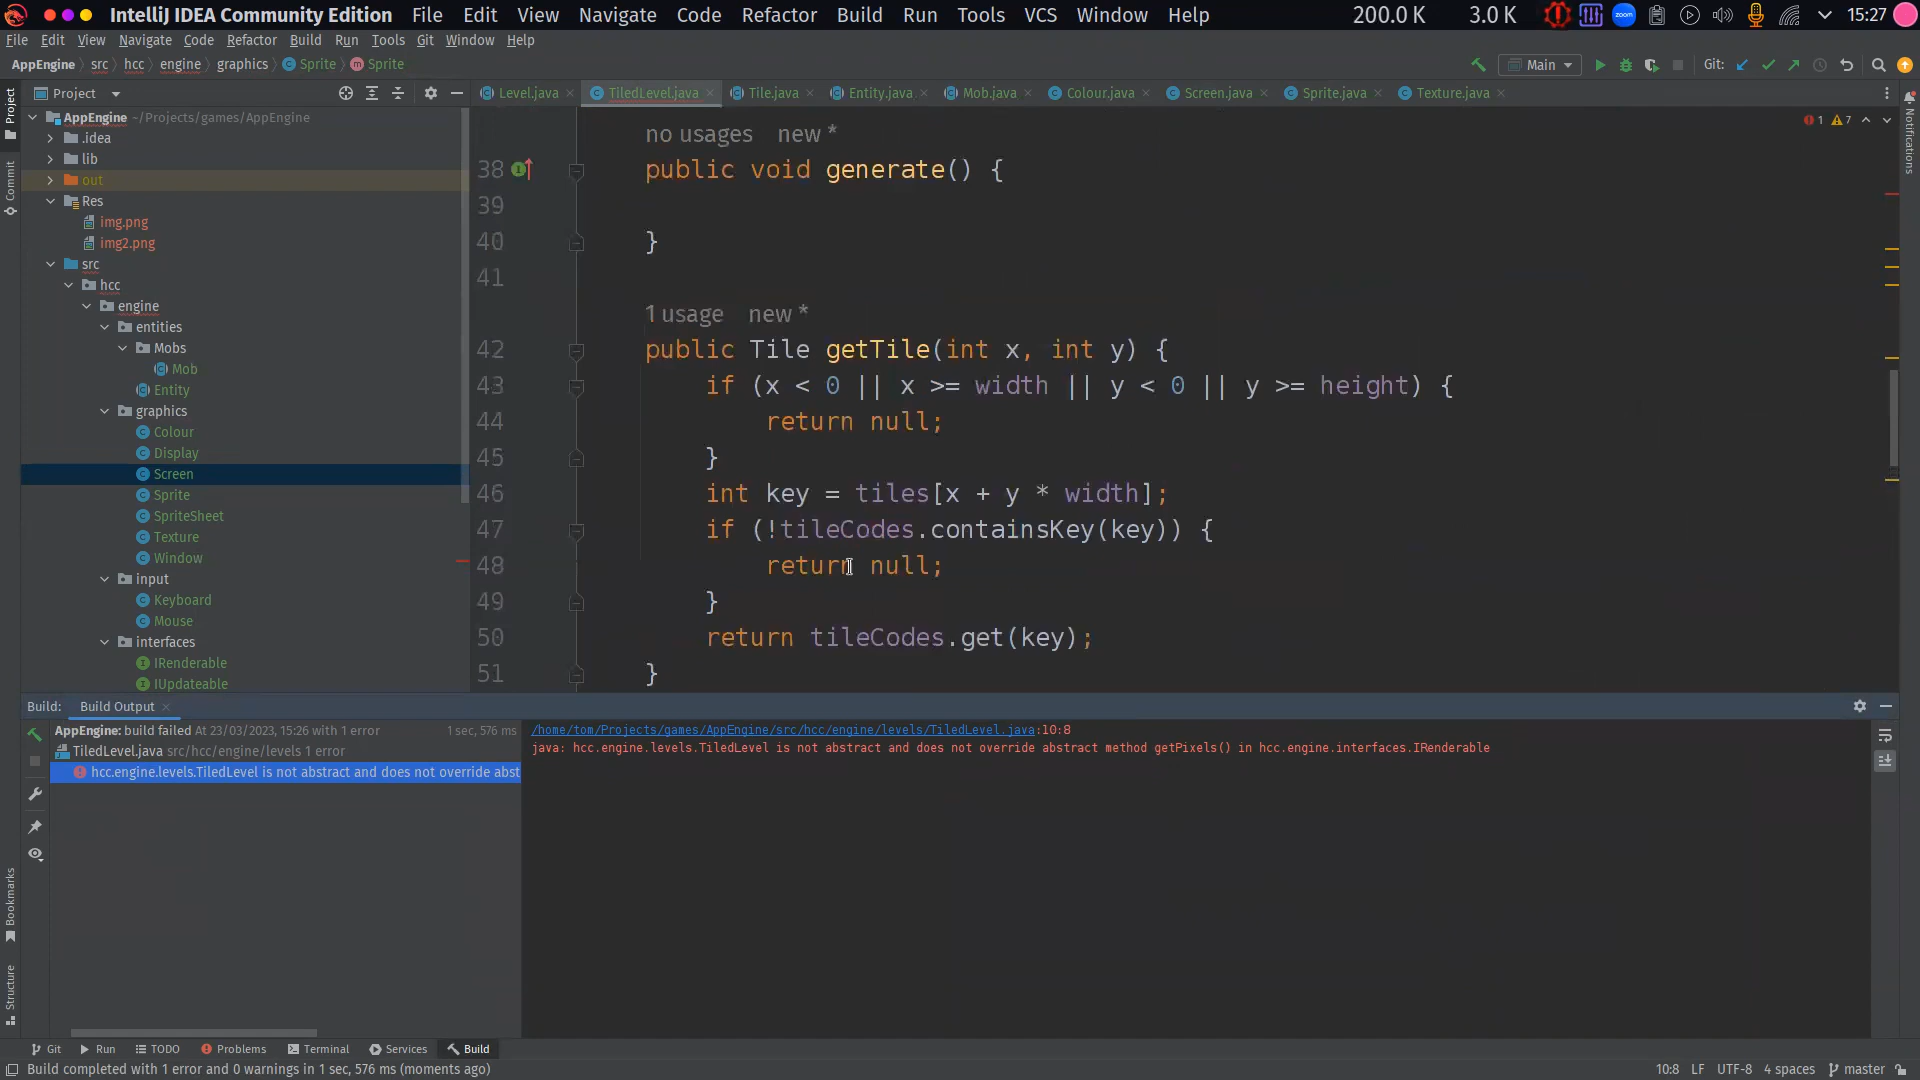 IntelliJ IDEA Community Edition File Edit View Navigate Code Refactor Build Run Tools VCS Window Help 200.0 K 3.0 K zoom 15:27
File Edit View Navigate Code Refactor Build Run Tools Git Window Help
AppEngine src hcc engine graphics Sprite Sprite Main Git:
Project
Level.java TiledLevel.java Tile.java Entity.java Mob.java Colour.java Screen.java Sprite.java Texture.java
AppEngine ~/Projects/games/AppEngine
.idea
lib
out
Res
img.png
img2.png
src
hcc
engine
entities
Mobs
Mob
Entity
graphics
Colour
Display
Screen
Sprite
SpriteSheet
Texture
Window
input
Keyboard
Mouse
interfaces
IRenderable
IUpdateable
1 7
no usages new *
38 public void generate() {
39
40 }
41
1 usage new *
42 public Tile getTile(int x, int y) {
43 if (x < 0 || x >= width || y < 0 || y >= height) {
44 return null;
45 }
46 int key = tiles[x + y * width];
47 if (!tileCodes.containsKey(key)) {
48 return null;
49 }
50 return tileCodes.get(key);
51 }
Project
Commit
Bookmarks
Structure
Notifications
Build: Build Output
AppEngine: build failed At 23/03/2023, 15:26 with 1 error 1 sec, 576 ms
TiledLevel.java src/hcc/engine/levels 1 error
hcc.engine.levels.TiledLevel is not abstract and does not override abst
/home/tom/Projects/games/AppEngine/src/hcc/engine/levels/TiledLevel.java:10:8
java: hcc.engine.levels.TiledLevel is not abstract and does not override abstract method getPixels() in hcc.engine.interfaces.IRenderable
Git Run TODO Problems Terminal Services Build
Build completed with 1 error and 0 warnings in 1 sec, 576 ms (moments ago) 10:8 LF UTF-8 4 spaces master